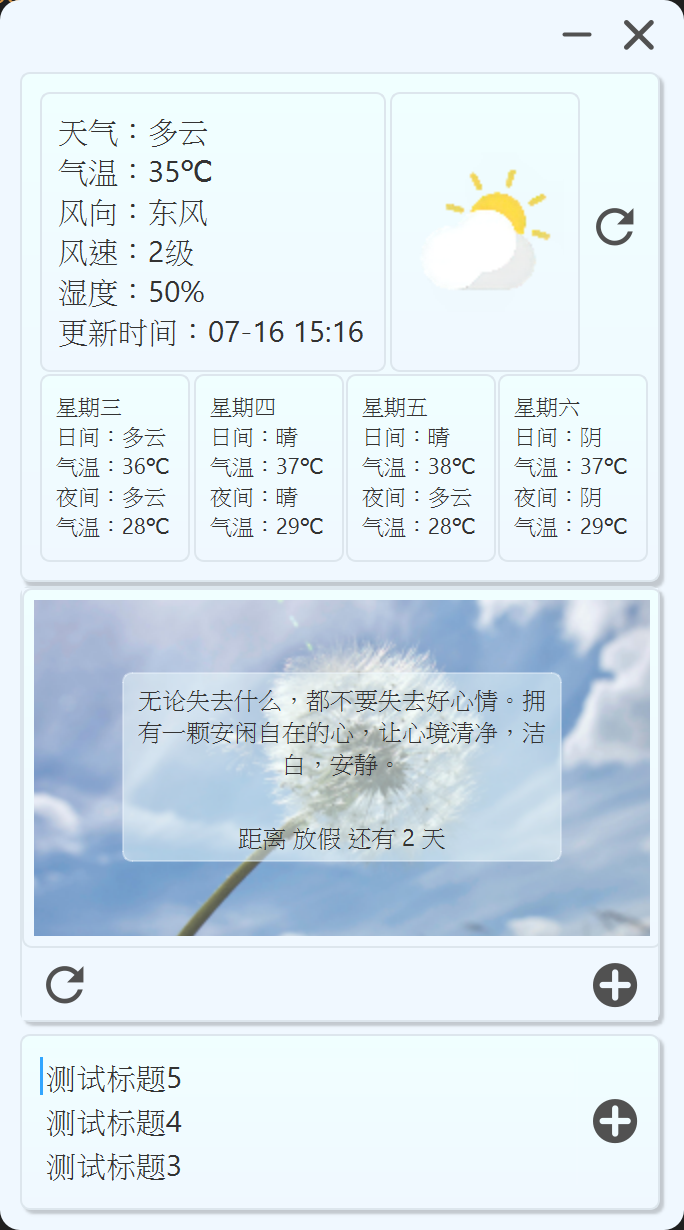 天气：多云
气温：35℃
风向：东风
风速：2级
湿度：50%
更新时间：07-16 15:16
星期三
日间：多云
气温：36℃
夜间：多云
气温：28℃
星期四
日间：晴
气温：37℃
夜间：晴
气温：29℃
星期五
日间：晴
气温：38℃
夜间：多云
气温：28℃
星期六
日间：阴
气温：37℃
夜间：阴
气温：29℃
无论失去什么，都不要失去好心情。拥
有一颗安闲自在的心，让心境清净，洁
白，安静。
距离 放假 还有 2 天
测试标题5
测试标题4
测试标题3